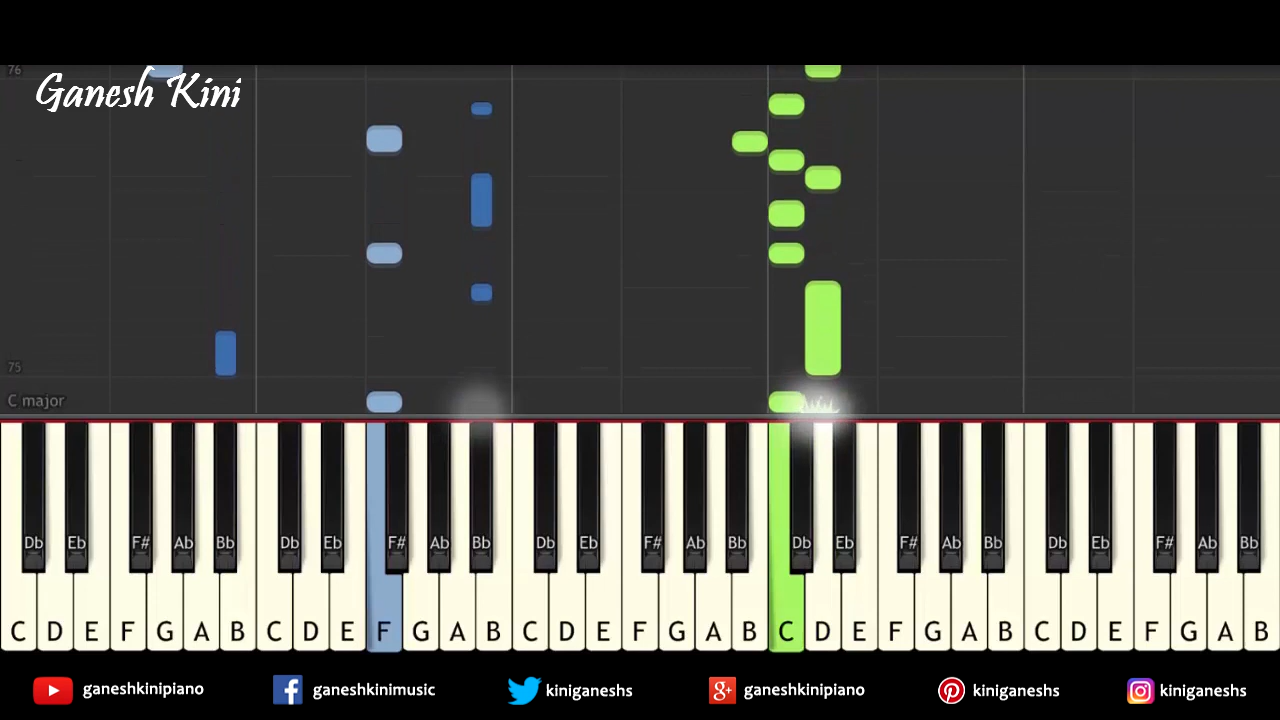 76
Ganesh Kini
75
C major
Db Eb F# Ab Bb Db Eb F# Ab Bb Db Eb F# Ab Bb Db Eb F# Ab Bb Db Eb F# Ab Bb
C D E F G A B C D E F G A B C D E F G A B C D E F G A B C D E F G A B
ganeshkinipiano ganeshkinimusic kiniganeshs ganeshkinipiano kiniganeshs kiniganeshs